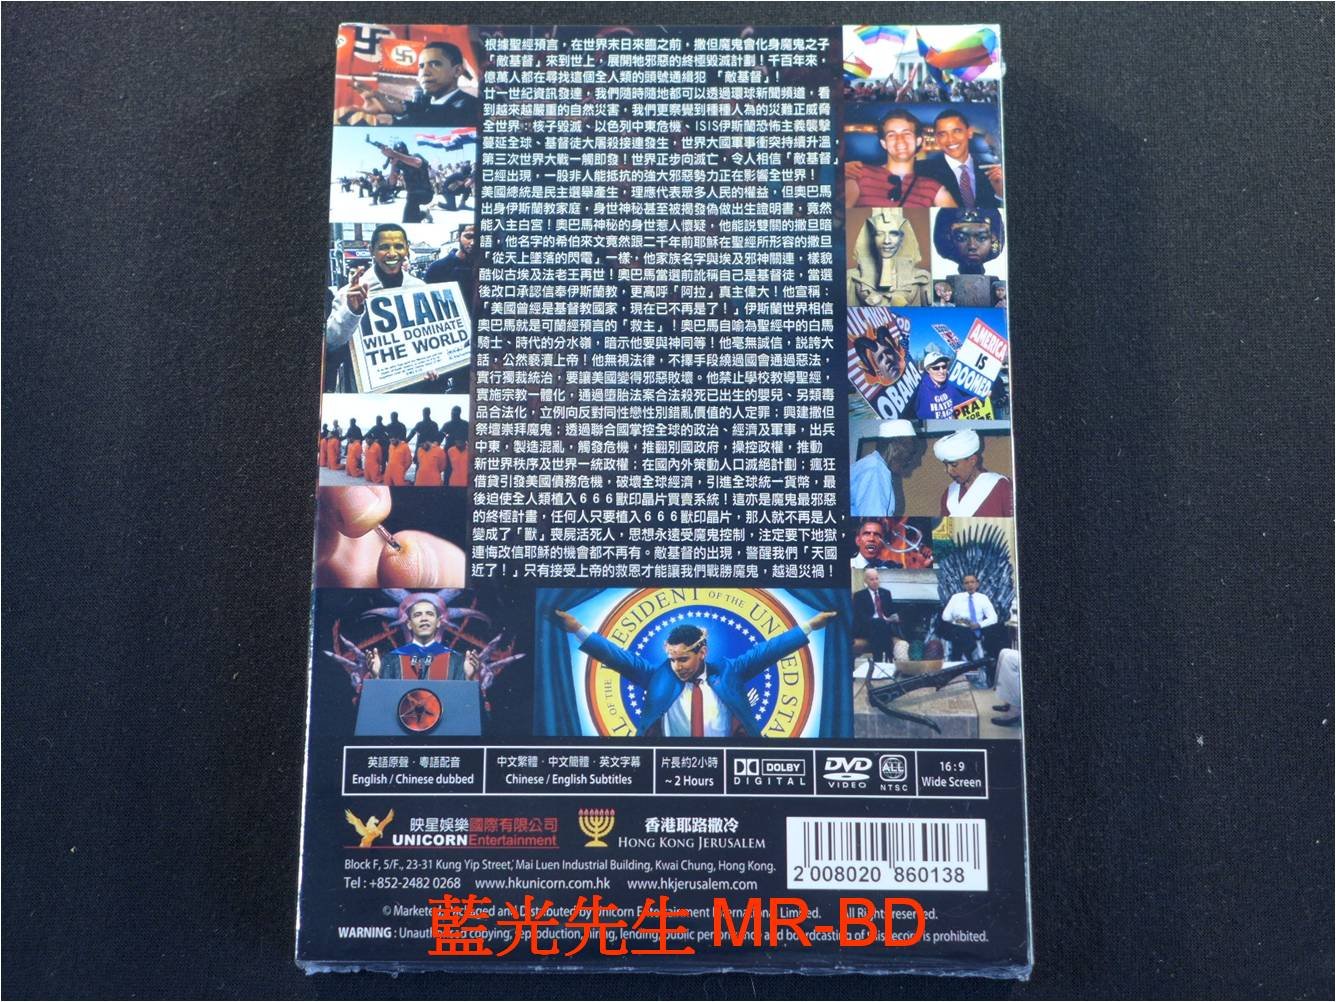 根據聖經預言，在世界末日來臨之前，撒但魔鬼會化身魔鬼之子
「敵基督」來到世上，展開牠邪惡的終極毀滅計劃！千百年來，
億萬人都在尋找這個全人類的頭號通緝犯 「敵基督」！
廿一世紀資訊發達，我們隨時隨地都可以透過環球新聞頻道，看
到越來越嚴重的自然災害，我們更察覺到種種人為的災難正威脅
全世界：核子毀滅、以色列中東危機、ISIS伊斯蘭恐怖主義襲擊
蔓延全球、基督徒大屠殺接連發生，世界大國軍事衝突持續升溫，
第三次世界大戰一觸即發！世界正步向滅亡，令人相信「敵基督」
已經出現，一股非人能抵抗的強大邪惡勢力正在影響全世界！
美國總統是民主選舉產生，理應代表眾多人民的權益，但奧巴馬
出身伊斯蘭教家庭，身世神秘甚至被揭發偽做出生證明書，竟然
能入主白宮！奧巴馬神秘的身世惹人懷疑，他能說雙關的撒旦暗
語，他名字的希伯來文竟然跟二千年前耶穌在聖經所形容的撒旦
「從天上墜落的閃電」一樣，他家族名字與埃及邪神關連，樣貌
酷似古埃及法老王再世！奧巴馬當選前訛稱自己是基督徒，當選
後改口承認信奉伊斯蘭教，更高呼「阿拉」真主偉大！他宣稱：
「美國曾經是基督教國家，現在已不再是了！」伊斯蘭世界相信
奧巴馬就是可蘭經預言的「救主」！奧巴馬自喻為聖經中的白馬
騎士、時代的分水嶺，暗示他要與神同等！他毫無誠信，說誇大
話，公然褻瀆上帝！他無視法律，不擇手段繞過國會通過惡法，
實行獨裁統治，要讓美國變得邪惡敗壞。他禁止學校教導聖經，
實施宗教一體化，通過墮胎法案合法殺死已出生的嬰兒、另類毒
品合法化，立例向反對同性戀性別錯亂價值的人定罪；興建撒但
祭壇崇拜魔鬼；透過聯合國掌控全球的政治、經濟及軍事，出兵
中東，製造混亂，觸發危機，推翻別國政府，操控政權，推動
新世界秩序及世界一統政權；在國內外策動人口滅絕計劃；瘋狂
借貸引發美國債務危機，破壞全球經濟，引進全球統一貨幣，最
後迫使全人類植入６６６獸印晶片買賣系統！這亦是魔鬼最邪惡
的終極計畫，任何人只要植入６６６獸印晶片，那人就不再是人，
變成了「獸」喪屍活死人，思想永遠受魔鬼控制，注定要下地獄，
連悔改信耶穌的機會都不再有。敵基督的出現，警醒我們「天國
近了！」只有接受上帝的救恩才能讓我們戰勝魔鬼，越過災禍！
ISLAM
WILL DOMINATE
THE WORLD
AMERICA
IS
DOOMED
OBAMA
GOD
HATES
PRAY
PRESIDENT OF THE UNITED STA
英語原聲．粵語配音
English / Chinese dubbed
中文繁體．中文簡體．英文字幕
Chinese / English Subtitles
片長約2小時
~ 2 Hours
DOLBY
DIGITAL
DVD
VIDEO
ALL
NTSC
16 : 9
Wide Screen
映星娛樂國際有限公司
UNICORN Entertainment
香港耶路撒冷
HONG KONG JERUSALEM
Block F, 5/F., 23-31 Kung Yip Street, Mai Luen Industrial Building, Kwai Chung, Hong Kong.
Tel : +852-2482 0268 www.hkunicorn.com.hk www.hkjerusalem.com
2 008020 860138
© Marketed, Packaged and Distributed by Unicorn Entertainment International Limited. All Right reserved.
WARNING : Unauthorised copying, reproduction, hiring, lending, public performance and boardcasting of this record is prohibited.
藍光先生 MR-BD